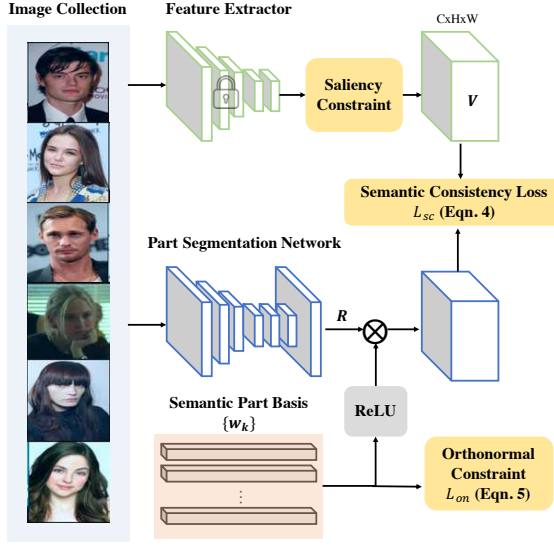 Image Collection
Feature Extractor
CxHxW
Saliency
Constraint
V
Semantic Consistency Loss
L_sc (Eqn. 4)
Part Segmentation Network
R
ReLU
Semantic Part Basis
{w_k}
⋮
Orthonormal
Constraint
L_on (Eqn. 5)